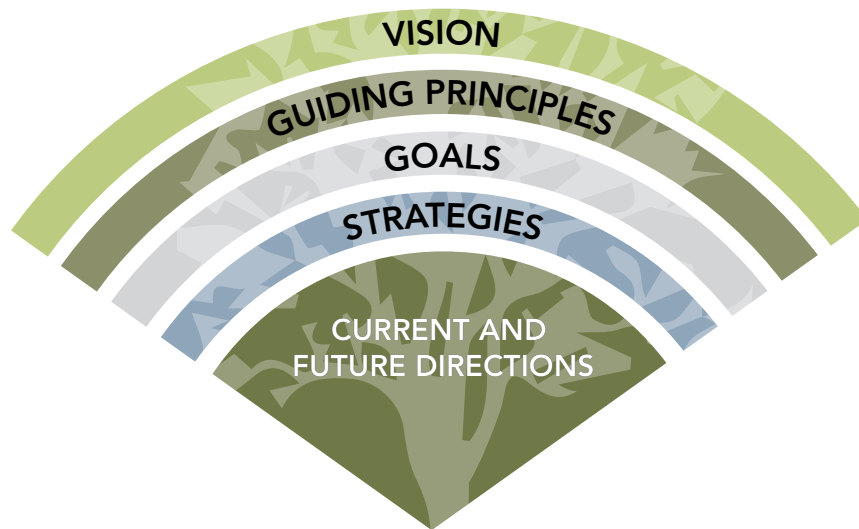 VISION
GUIDING PRINCIPLES
GOALS
STRATEGIES
CURRENT AND
FUTURE DIRECTIONS